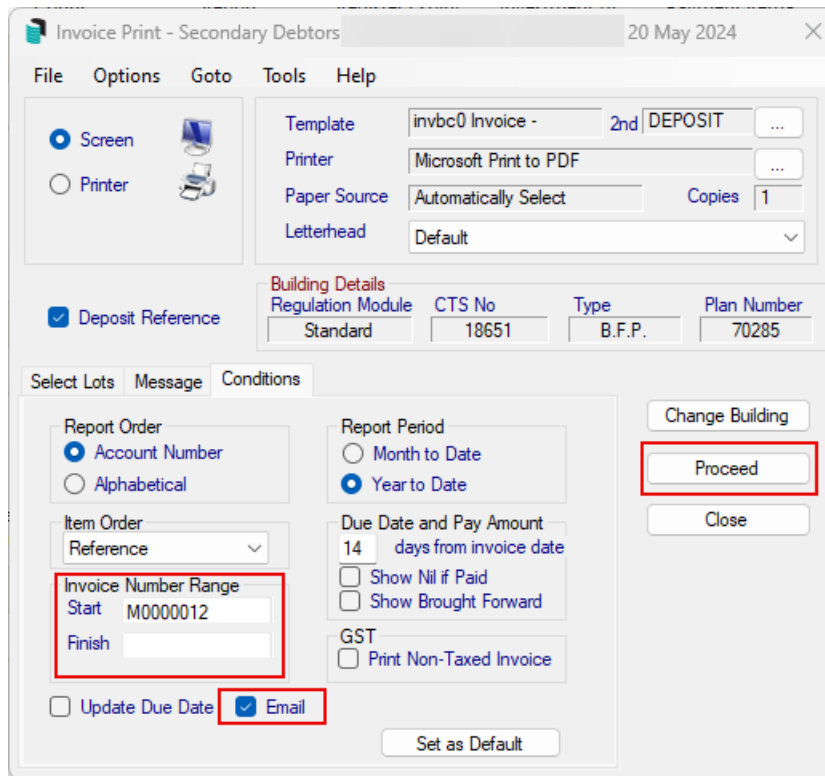 Invoice Print - Secondary Debtors 20 May 2024
File Options Goto Tools Help
Screen
Printer
Template invbc0 Invoice - 2nd DEPOSIT ...
Printer Microsoft Print to PDF ...
Paper Source Automatically Select Copies 1
Letterhead Default
Deposit Reference
Building Details
Regulation Module CTS No Type Plan Number
Standard 18651 B.F.P. 70285
Select Lots Message Conditions
Report Order
Account Number
Alphabetical
Report Period
Month to Date
Year to Date
Change Building
Proceed
Close
Item Order
Reference
Due Date and Pay Amount
14 days from invoice date
Show Nil if Paid
Show Brought Forward
Invoice Number Range
Start M0000012
Finish
GST
Print Non-Taxed Invoice
Update Due Date Email
Set as Default